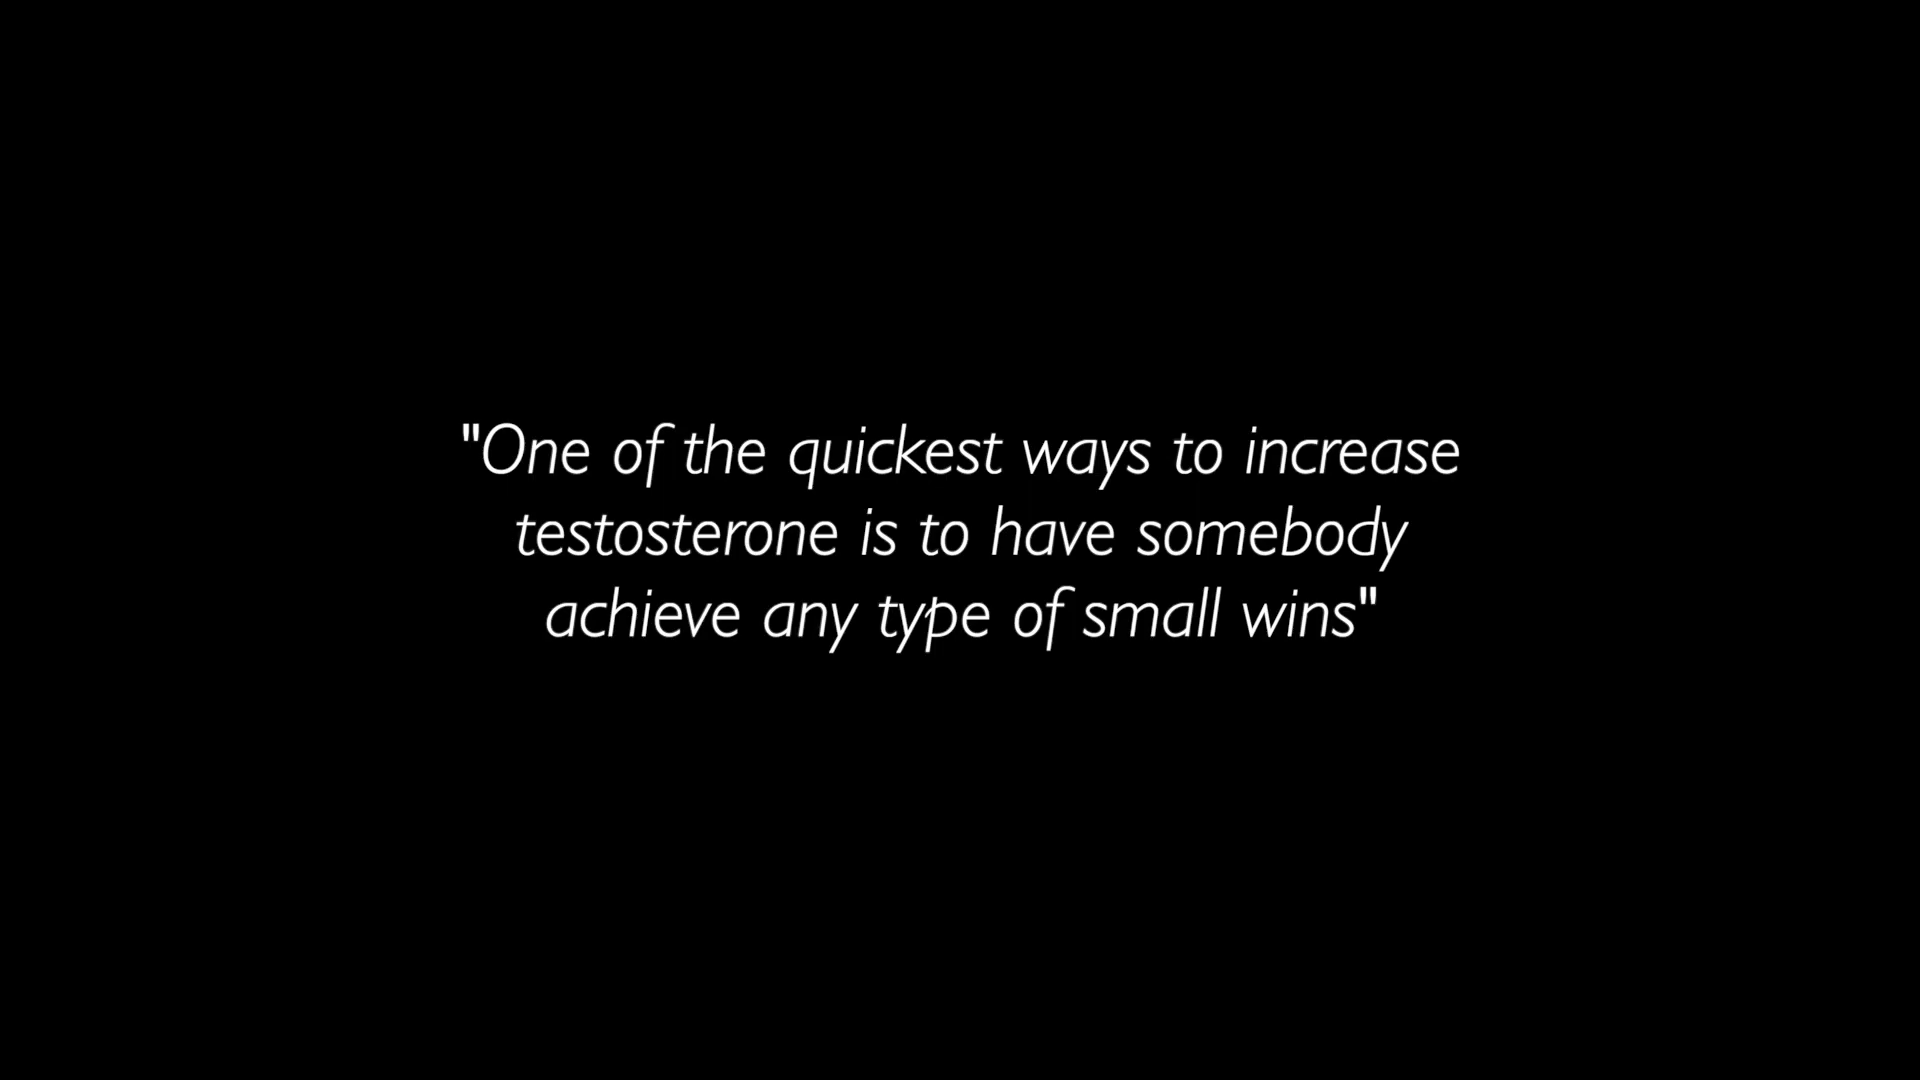 "One of the quickest ways to increase
testosterone is to have somebody
achieve any type of small wins"